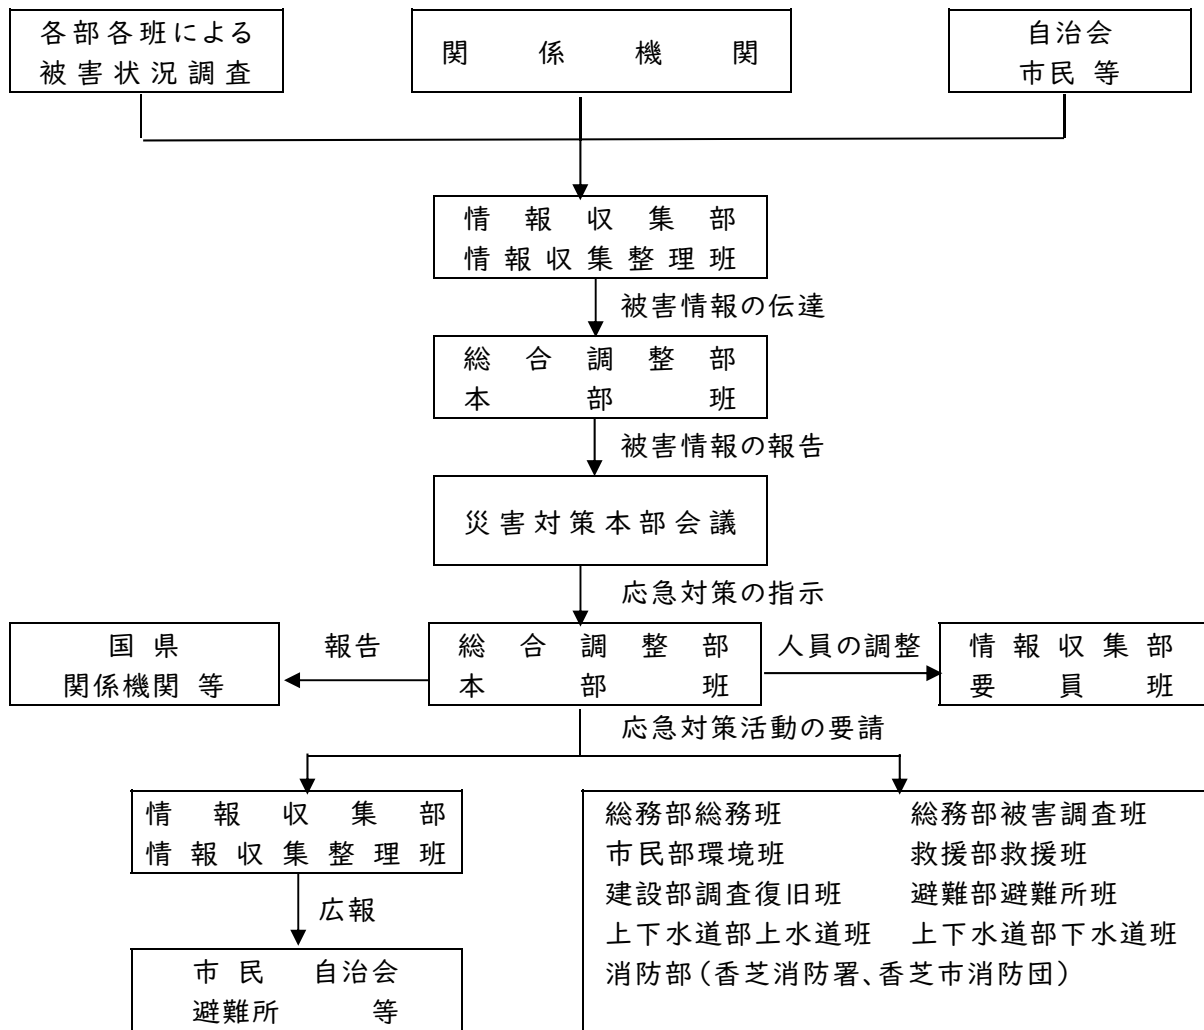 各部各班による
被害状況調査
関係機関
自治会
市民 等
情報収集部
情報収集整理班
被害情報の伝達
総合調整部
本部班
被害情報の報告
災害対策本部会議
応急対策の指示
国 県
関係機関 等
報告
総合調整部
本部班
人員の調整
情報収集部
要員班
応急対策活動の要請
情報収集部
情報収集整理班
広報
市民 自治会
避難所 等
総務部総務班 総務部被害調査班
市民部環境班 救援部救援班
建設部調査復旧班 避難部避難所班
上下水道部上水道班 上下水道部下水道班
消防部(香芝消防署、香芝市消防団)